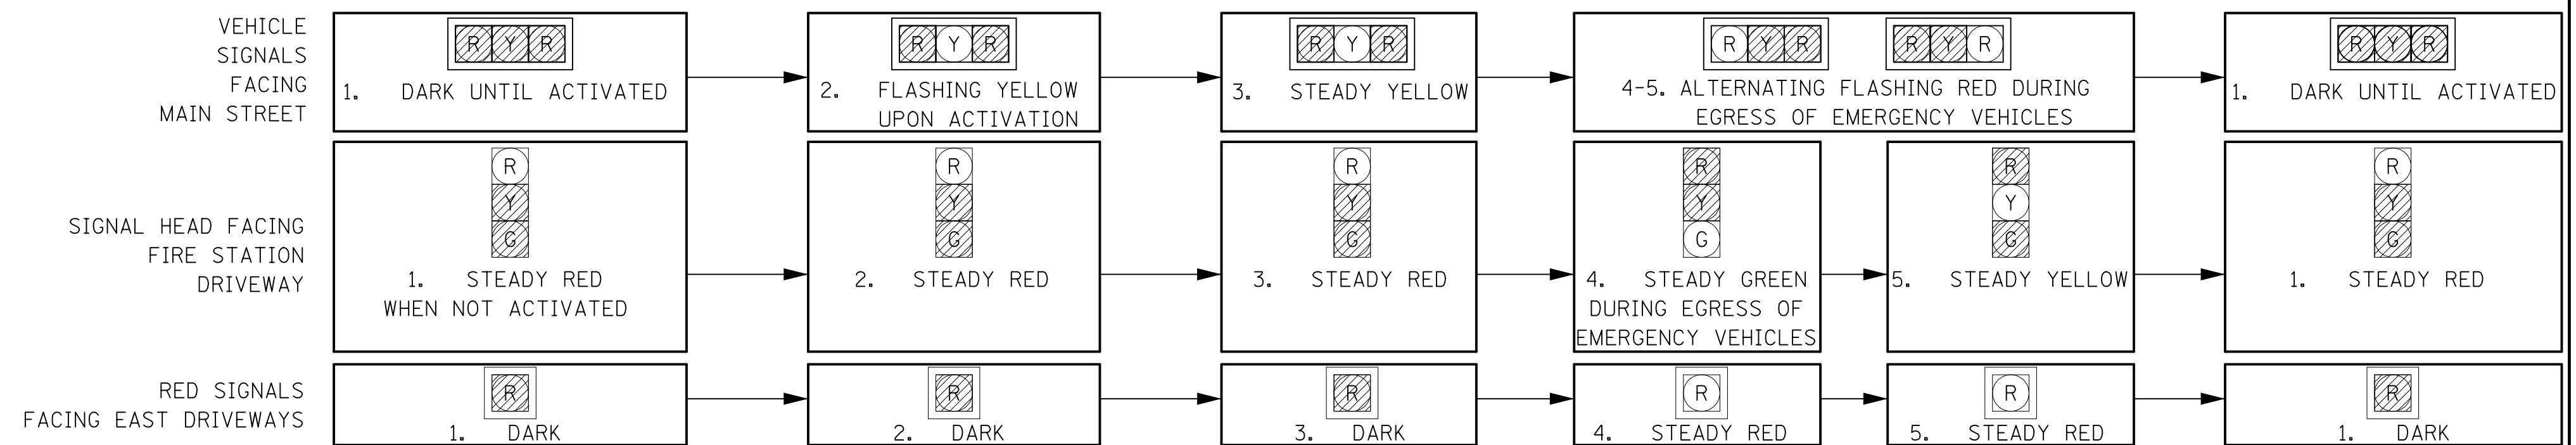 VEHICLE
SIGNALS
FACING
MAIN STREET
R Y R
1. DARK UNTIL ACTIVATED
R Y R
2. FLASHING YELLOW
UPON ACTIVATION
R Y R
3. STEADY YELLOW
R Y R R Y R
4-5. ALTERNATING FLASHING RED DURING
EGRESS OF EMERGENCY VEHICLES
R Y R
1. DARK UNTIL ACTIVATED
SIGNAL HEAD FACING
FIRE STATION
DRIVEWAY
R
Y
G
1. STEADY RED
WHEN NOT ACTIVATED
R
Y
G
2. STEADY RED
R
Y
G
3. STEADY RED
R
Y
G
4. STEADY GREEN
DURING EGRESS OF
EMERGENCY VEHICLES
R
Y
G
5. STEADY YELLOW
R
Y
G
1. STEADY RED
RED SIGNALS
FACING EAST DRIVEWAYS
R
1. DARK
R
2. DARK
R
3. DARK
R
4. STEADY RED
R
5. STEADY RED
R
1. DARK